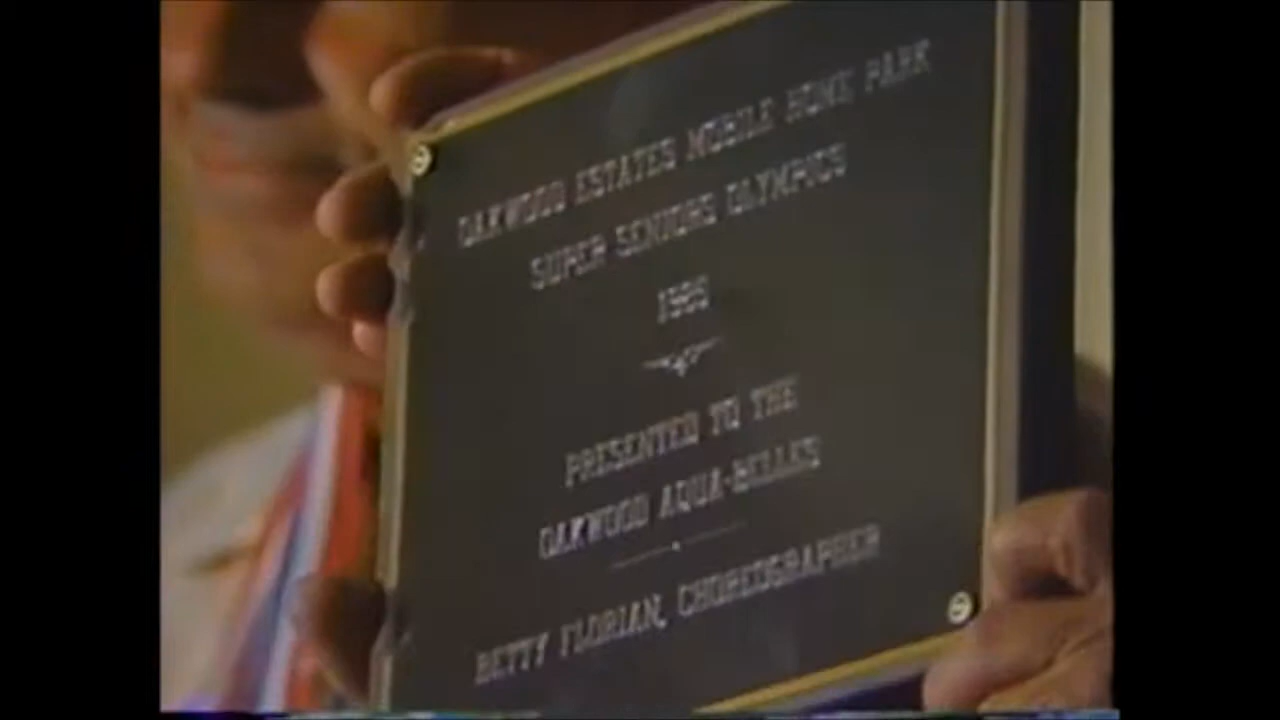 OAKWOOD ESTATES MOBILE HOME PARK
SUPER SENIORS OLYMPICS
PRESENTED TO THE
OAKWOOD AQUA-BELLES
BETTY FLORIAN, CHOREOGRAPHER